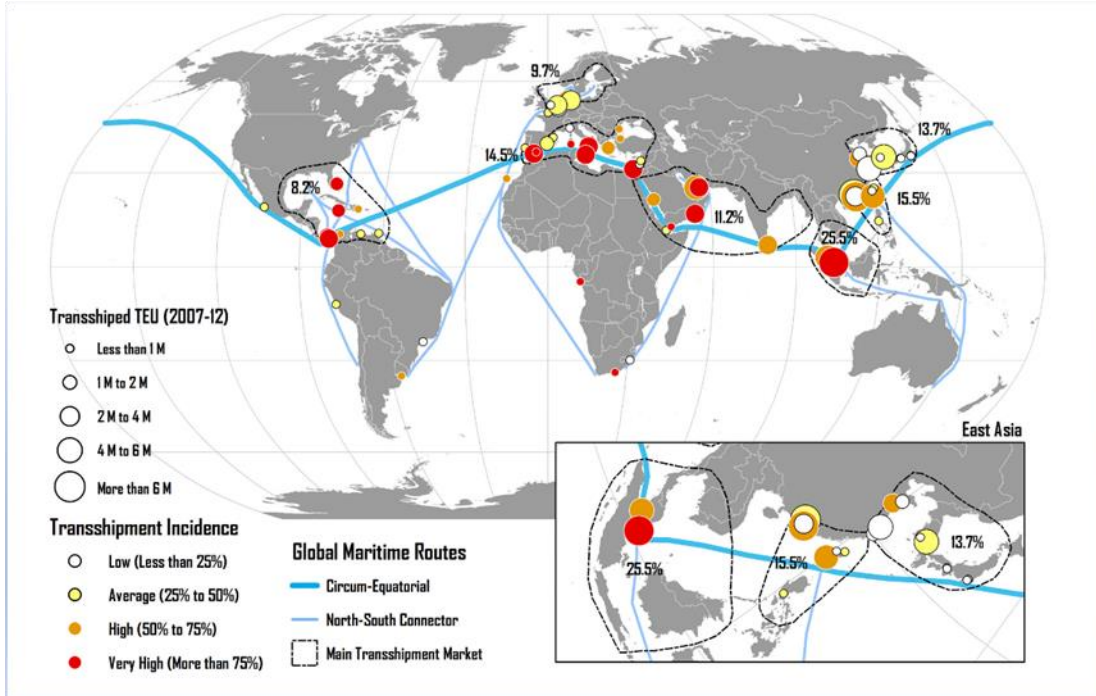 9.7%
13.7%
14.5%
8.2%
15.5%
11.2%
25.5%
Transshiped TEU (2007-12)
Less than 1 M
1 M to 2 M
2 M to 4 M
4 M to 6 M
More than 6 M
Transshipment Incidence
Low (Less than 25%)
Average (25% to 50%)
High (50% to 75%)
Very High (More than 75%)
Global Maritime Routes
Circum-Equatorial
North-South Connector
Main Transshipment Market
East Asia
13.7%
15.5%
25.5%